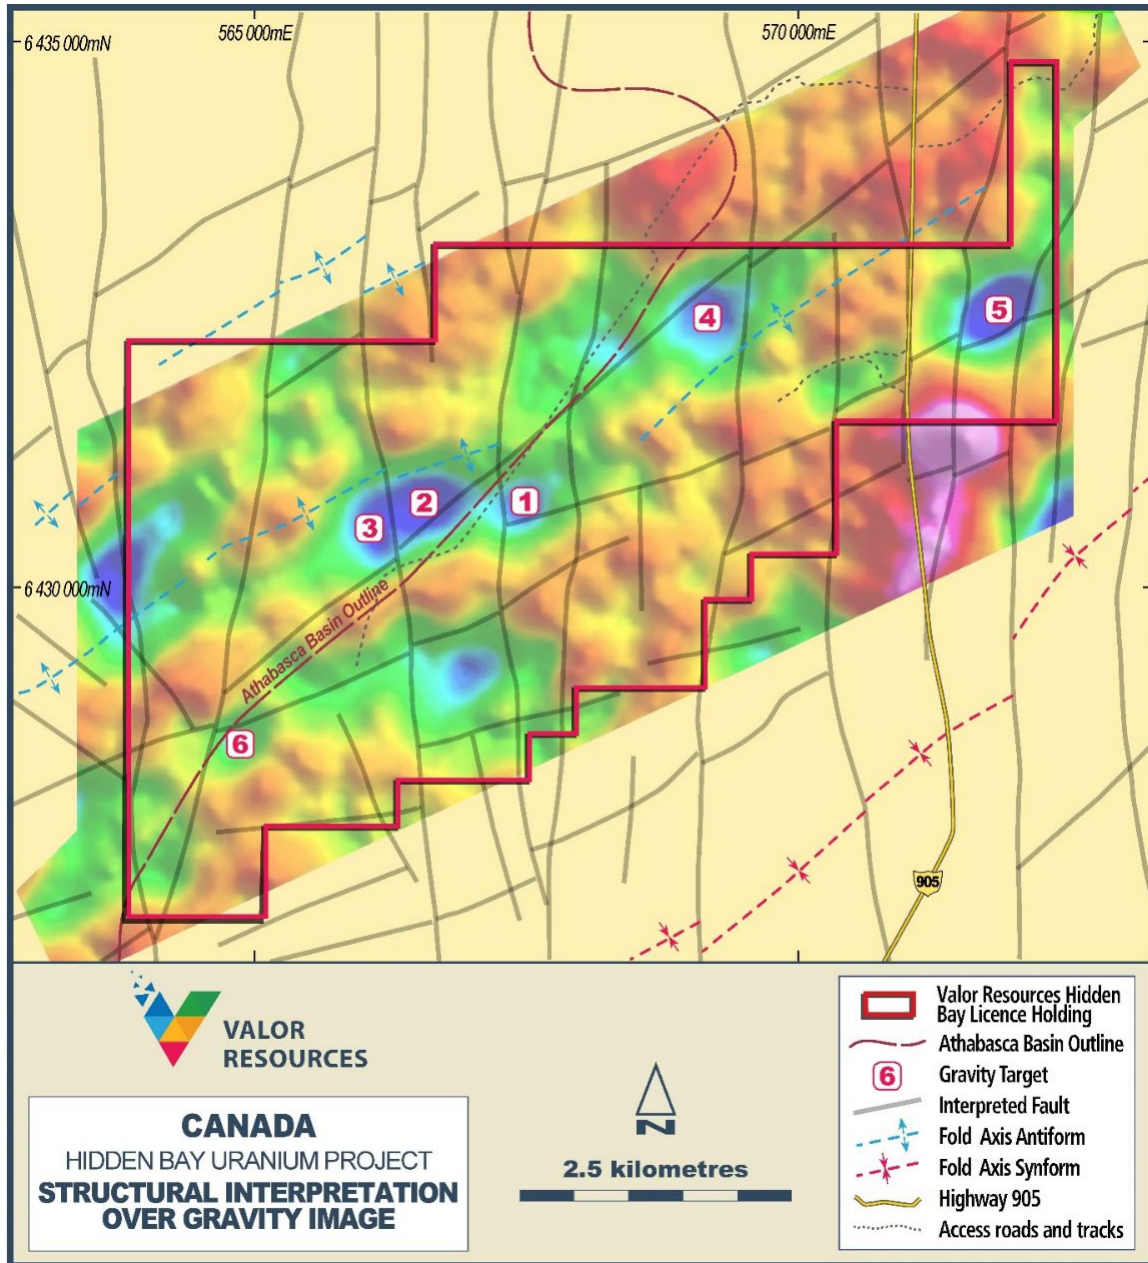 565 000mE
570 000mE
6 435 000mN
5
4
1
2
3
6 430 000mN
Athabasca Basin Outline
6
905
VALOR
RESOURCES
CANADA
HIDDEN BAY URANIUM PROJECT
STRUCTURAL INTERPRETATION
OVER GRAVITY IMAGE
N
2.5 kilometres
Valor Resources Hidden
Bay Licence Holding
Athabasca Basin Outline
6
Gravity Target
Interpreted Fault
Fold Axis Antiform
Fold Axis Synform
Highway 905
Access roads and tracks